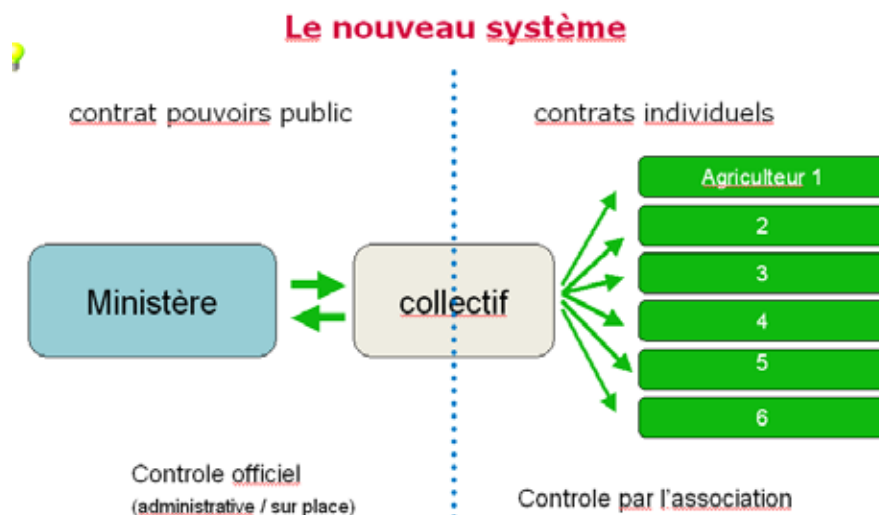 Le nouveau système
contrat pouvoirs public
contrats individuels
Ministère
collectif
Agriculteur 1
2
3
4
5
6
Controle officiel
(administrative / sur place)
Controle par l'association